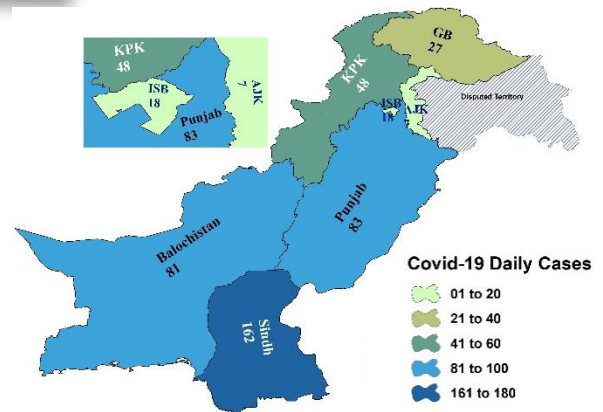 KPK
48
ISB
18
Punjab
83
AJK
7
GB
27
KPK
48
Disputed Territory
ISB
18
AJK
Punjab
83
Balochistan
81
Sindh
162
Covid-19 Daily Cases
01 to 20
21 to 40
41 to 60
81 to 100
161 to 180